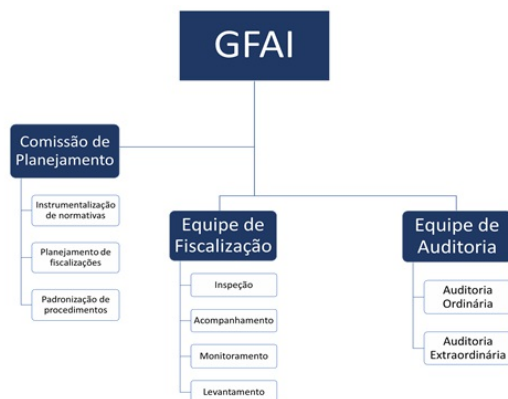 GFAI
Comissão de
Planejamento
Instrumentalização
de normativas
Planejamento de
fiscalizações
Padronização de
procedimentos
Equipe de
Fiscalização
Inspeção
Acompanhamento
Monitoramento
Levantamento
Equipe de
Auditoria
Auditoria
Ordinária
Auditoria
Extraordinária